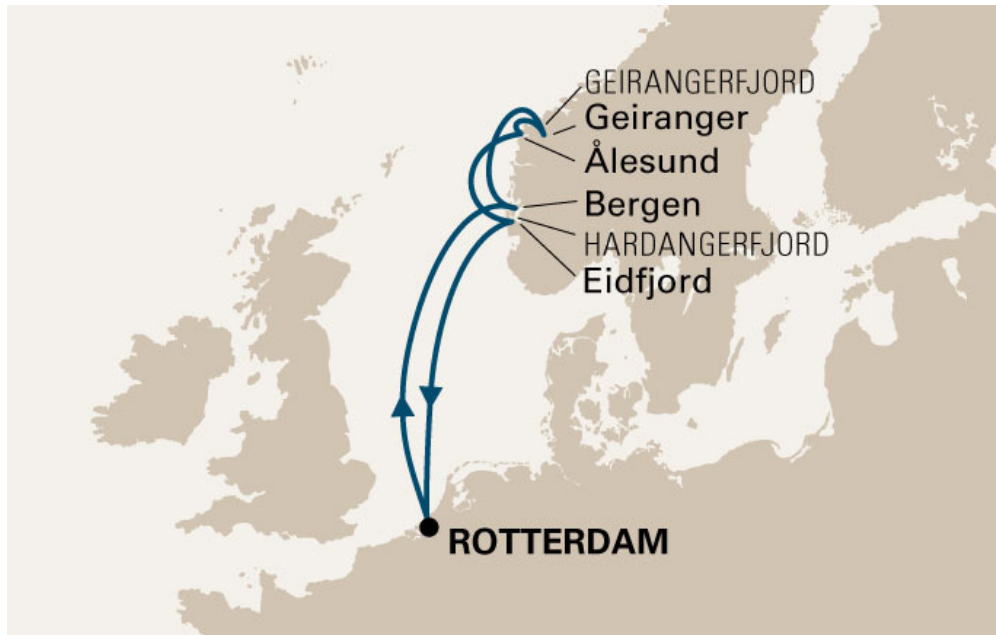 GEIRANGERFJORD
Geiranger
Ålesund
Bergen
HARDANGERFJORD
Eidfjord
ROTTERDAM